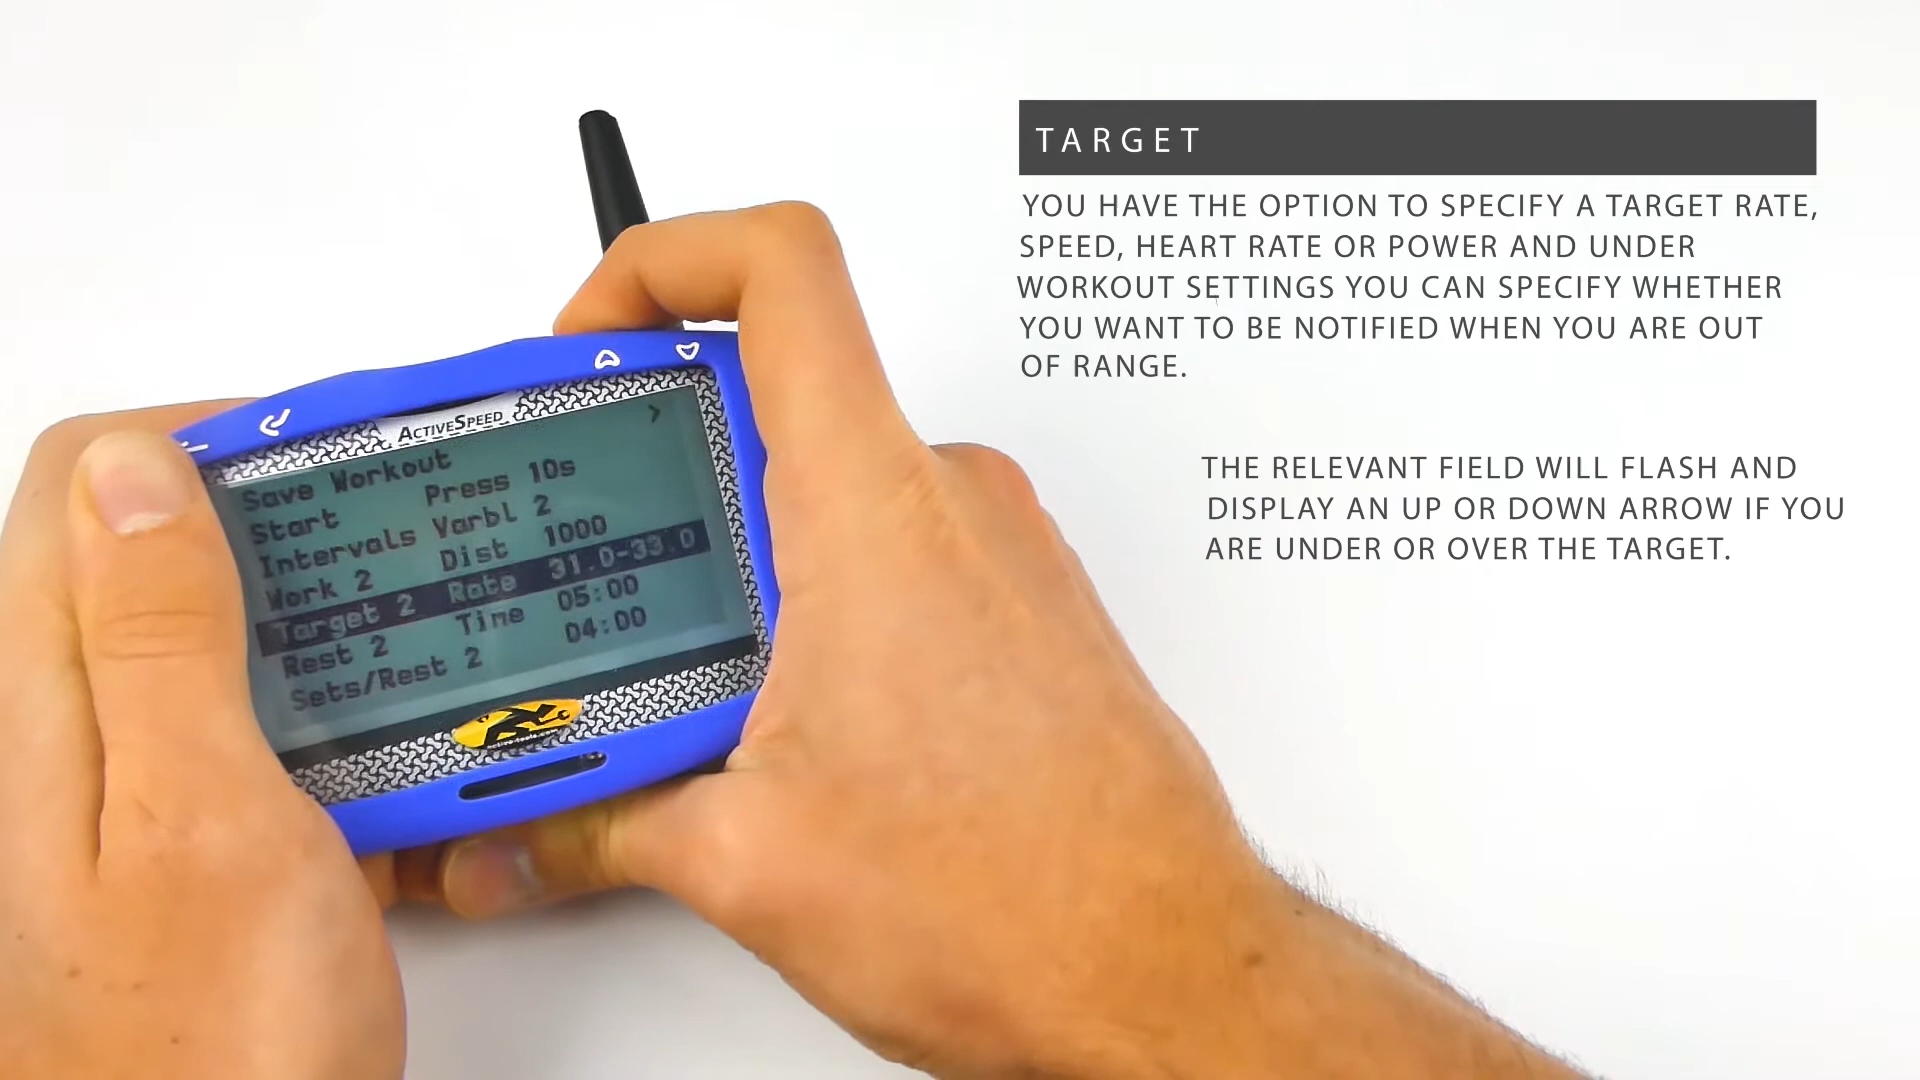 TARGET
YOU HAVE THE OPTION TO SPECIFY A TARGET RATE,
SPEED, HEART RATE OR POWER AND UNDER
WORKOUT SETTINGS YOU CAN SPECIFY WHETHER
YOU WANT TO BE NOTIFIED WHEN YOU ARE OUT
OF RANGE.
THE RELEVANT FIELD WILL FLASH AND
DISPLAY AN UP OR DOWN ARROW IF YOU
ARE UNDER OR OVER THE TARGET.
ACTIVESPEED
Save Workout >
Start Press 10s
Intervals Varbl 2
Work 2 Dist 1000
Target 2 Rate 31.0-33.0
Rest 2 Time 05:00
Sets/Rest 2 04:00
active-tools.com